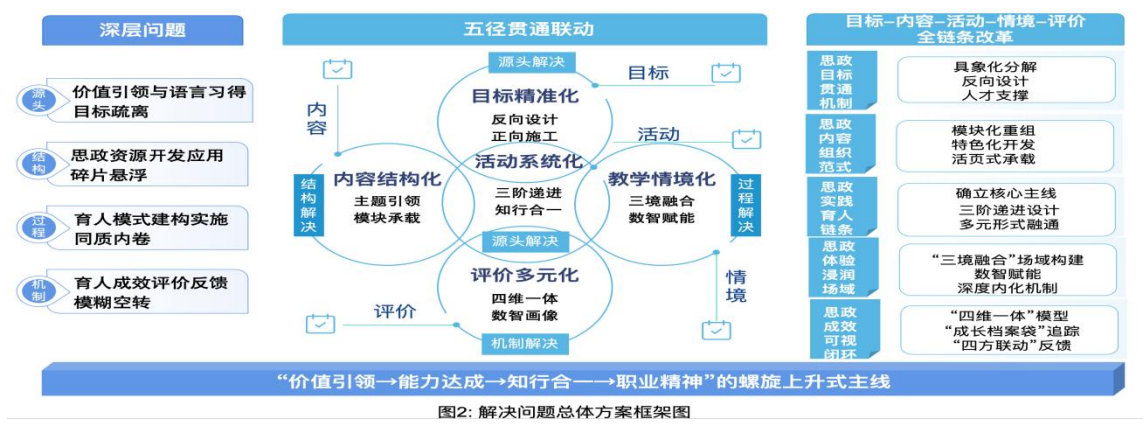 深层问题
源头
价值引领与语言习得
目标疏离
结构
思政资源开发应用
碎片悬浮
过程
育人模式建构实施
同质内卷
机制
育人成效评价反馈
模糊空转
五径贯通联动
源头解决
目标
目标精准化
反向设计
正向施工
内容
活动
活动系统化
三阶递进
知行合一
结构解决
内容结构化
主题引领
模块承载
教学情境化
三境融合
数智赋能
过程解决
源头解决
评价多元化
四维一体
数智画像
机制解决
评价
情境
目标-内容-活动-情境-评价
全链条改革
思政
目标
贯通
机制
具象化分解
反向设计
人才支撑
思政
内容
组织
范式
模块化重组
特色化开发
活页式承载
思政
实践
育人
链条
确立核心主线
三阶递进设计
多元形式融通
思政
体验
浸润
场域
“三境融合”场域构建
数智赋能
深度内化机制
思政
成效
可视
闭环
“四维一体”模型
“成长档案袋”追踪
“四方联动”反馈
“价值引领→能力达成→知行合一→职业精神”的螺旋上升式主线
图2: 解决问题总体方案框架图